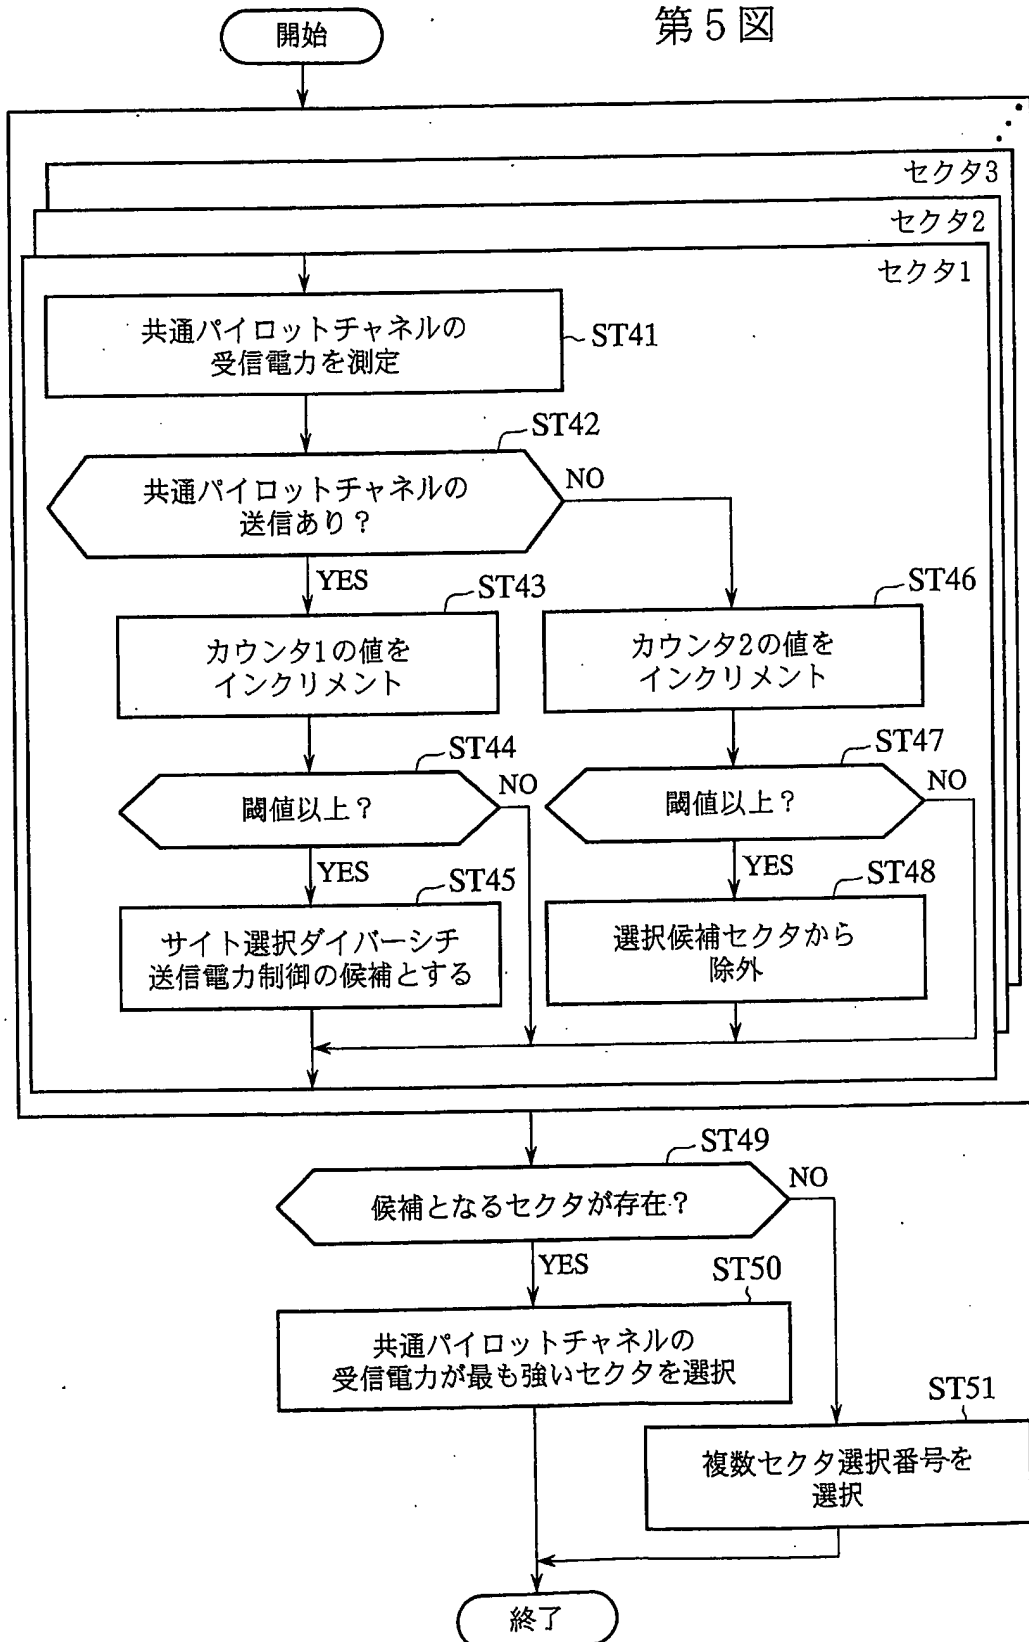 第5図
開始
セクタ3
セクタ2
セクタ1
共通パイロットチャネルの
受信電力を測定
ST41
ST42
共通パイロットチャネルの
送信あり？
NO
YES
ST43
カウンタ1の値を
インクリメント
ST46
カウンタ2の値を
インクリメント
ST44
閾値以上？
NO
YES
ST47
閾値以上？
NO
YES
ST45
サイト選択ダイバーシチ
送信電力制御の候補とする
ST48
選択候補セクタから
除外
ST49
候補となるセクタが存在？
NO
YES
ST50
共通パイロットチャネルの
受信電力が最も強いセクタを選択
ST51
複数セクタ選択番号を
選択
終了